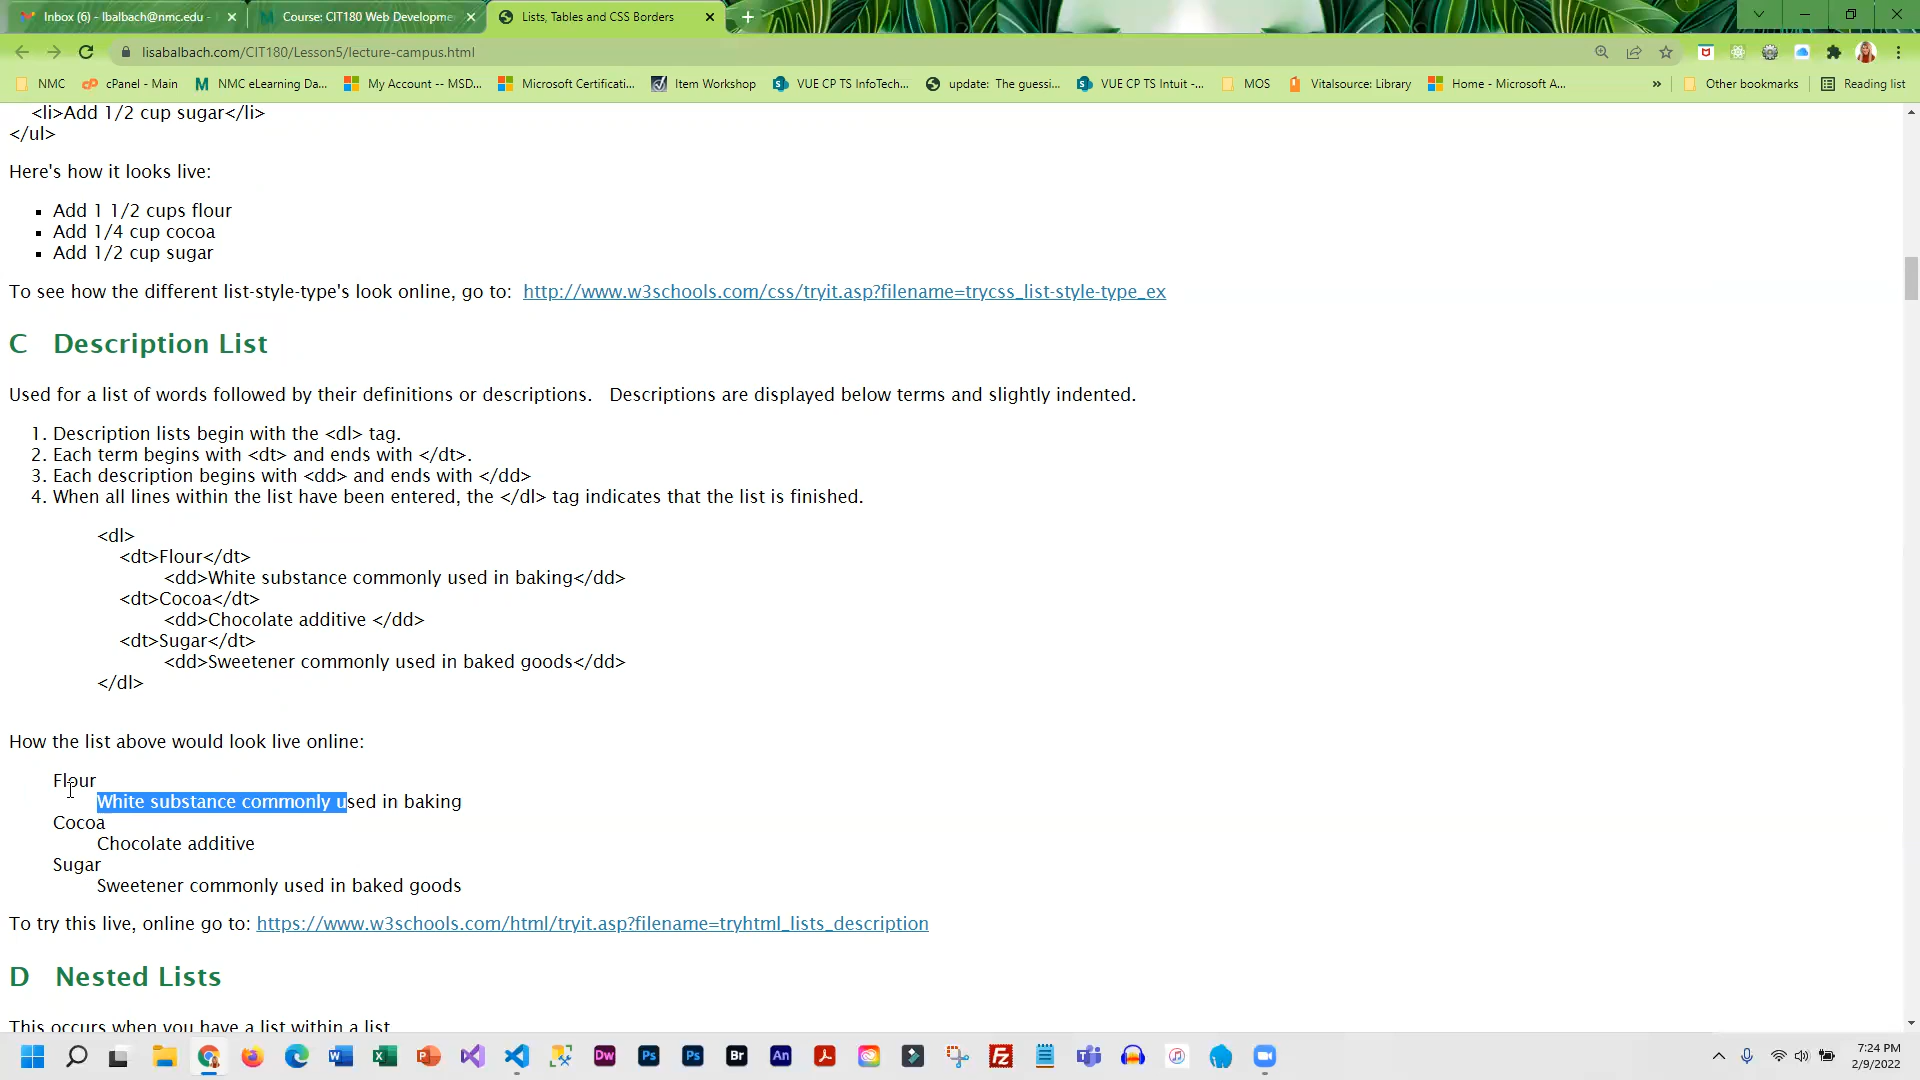 Inbox (6) - lbalbach@nmc.edu -
Course: CIT180 Web Developme
Lists, Tables and CSS Borders
lisabalbach.com/CIT180/Lesson5/lecture-campus.html
NMC
cPanel - Main
NMC eLearning Da...
My Account -- MSD...
Microsoft Certificati...
Item Workshop
VUE CP TS InfoTech...
update: The guessi...
VUE CP TS Intuit -...
MOS
Vitalsource: Library
Home - Microsoft A...
»
Other bookmarks
Reading list
<li>Add 1/2 cup sugar</li>
</ul>
Here's how it looks live:
Add 1 1/2 cups flour
Add 1/4 cup cocoa
Add 1/2 cup sugar
To see how the different list-style-type's look online, go to: http://www.w3schools.com/css/tryit.asp?filename=trycss_list-style-type_ex
C Description List
Used for a list of words followed by their definitions or descriptions. Descriptions are displayed below terms and slightly indented.
1. Description lists begin with the <dl> tag.
2. Each term begins with <dt> and ends with </dt>.
3. Each description begins with <dd> and ends with </dd>
4. When all lines within the list have been entered, the </dl> tag indicates that the list is finished.
<dl>
<dt>Flour</dt>
<dd>White substance commonly used in baking</dd>
<dt>Cocoa</dt>
<dd>Chocolate additive </dd>
<dt>Sugar</dt>
<dd>Sweetener commonly used in baked goods</dd>
</dl>
How the list above would look live online:
Flour
White substance commonly used in baking
Cocoa
Chocolate additive
Sugar
Sweetener commonly used in baked goods
To try this live, online go to: https://www.w3schools.com/html/tryit.asp?filename=tryhtml_lists_description
D Nested Lists
This occurs when you have a list within a list
Dw
Ps
Ps
Br
An
Fz
7:24 PM
2/9/2022